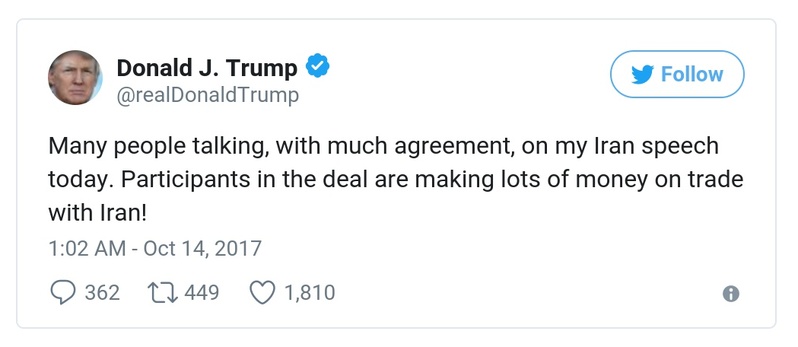 Donald J. Trump
Follow
@realDonaldTrump
Many people talking, with much agreement, on my Iran speech
today. Participants in the deal are making lots of money on trade
with Iran!
1:02 AM - Oct 14, 2017
362 449 1,810